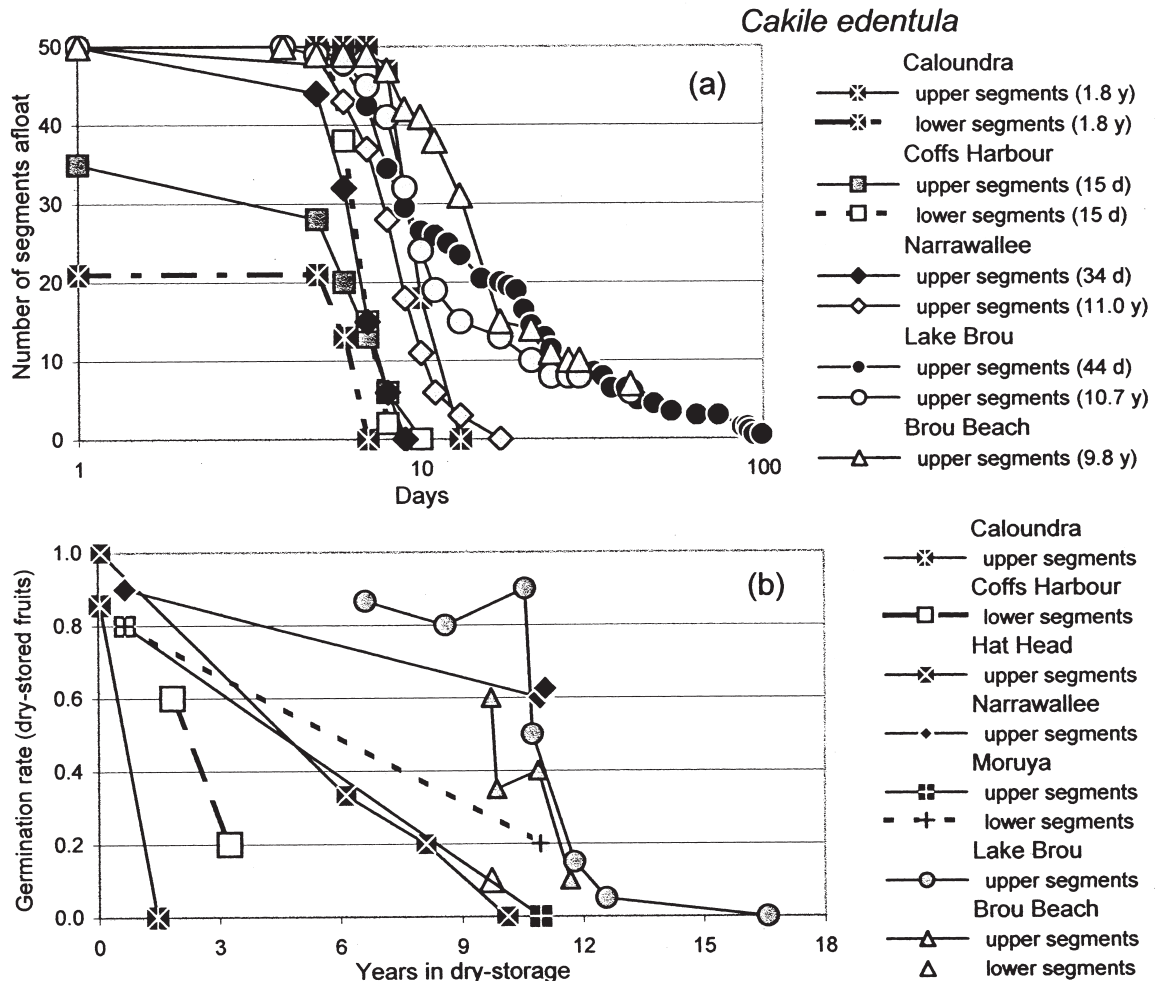 Cakile edentula
(a)
Number of segments afloat
50
40
30
20
10
0
1
10
100
Days
Caloundra
upper segments (1.8 y)
lower segments (1.8 y)
Coffs Harbour
upper segments (15 d)
lower segments (15 d)
Narrawallee
upper segments (34 d)
upper segments (11.0 y)
Lake Brou
upper segments (44 d)
upper segments (10.7 y)
Brou Beach
upper segments (9.8 y)
(b)
Germination rate (dry-stored fruits)
1.0
0.8
0.6
0.4
0.2
0.0
0
3
6
9
12
15
18
Years in dry-storage
Caloundra
upper segments
Coffs Harbour
lower segments
Hat Head
upper segments
Narrawallee
upper segments
Moruya
upper segments
lower segments
Lake Brou
upper segments
Brou Beach
upper segments
lower segments